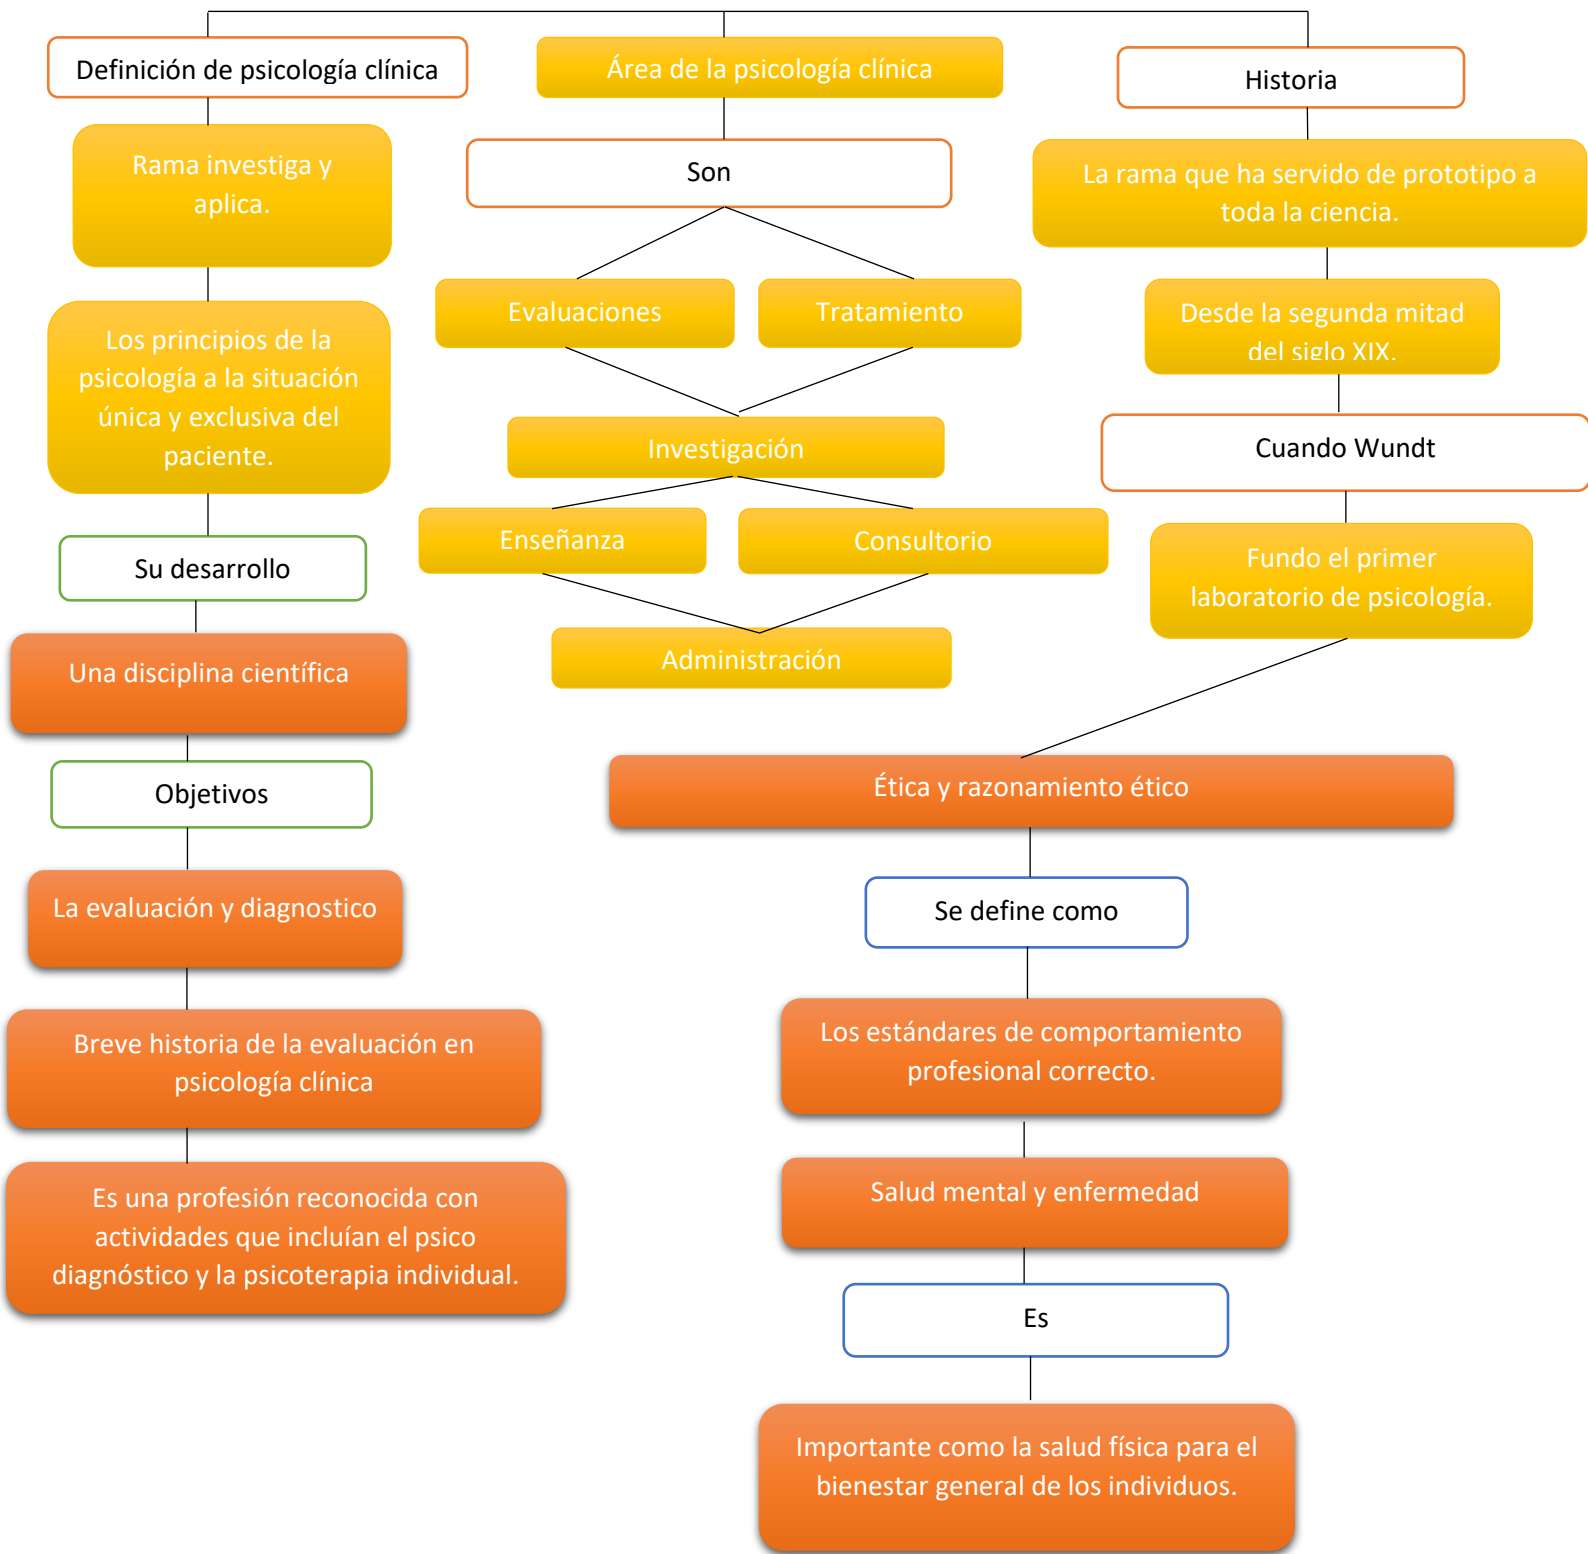 Definición de psicología clínica
Rama investiga y
aplica.
Los principios de la
psicología a la situación
única y exclusiva del
paciente.
Su desarrollo
Una disciplina científica
Objetivos
La evaluación y diagnostico
Breve historia de la evaluación en
psicología clínica
Es una profesión reconocida con
actividades que incluían el psico
diagnóstico y la psicoterapia individual.
Área de la psicología clínica
Son
Evaluaciones
Tratamiento
Investigación
Enseñanza
Consultorio
Administración
Historia
La rama que ha servido de prototipo a
toda la ciencia.
Desde la segunda mitad
del siglo XIX.
Cuando Wundt
Fundo el primer
laboratorio de psicología.
Ética y razonamiento ético
Se define como
Los estándares de comportamiento
profesional correcto.
Salud mental y enfermedad
Es
Importante como la salud física para el
bienestar general de los individuos.